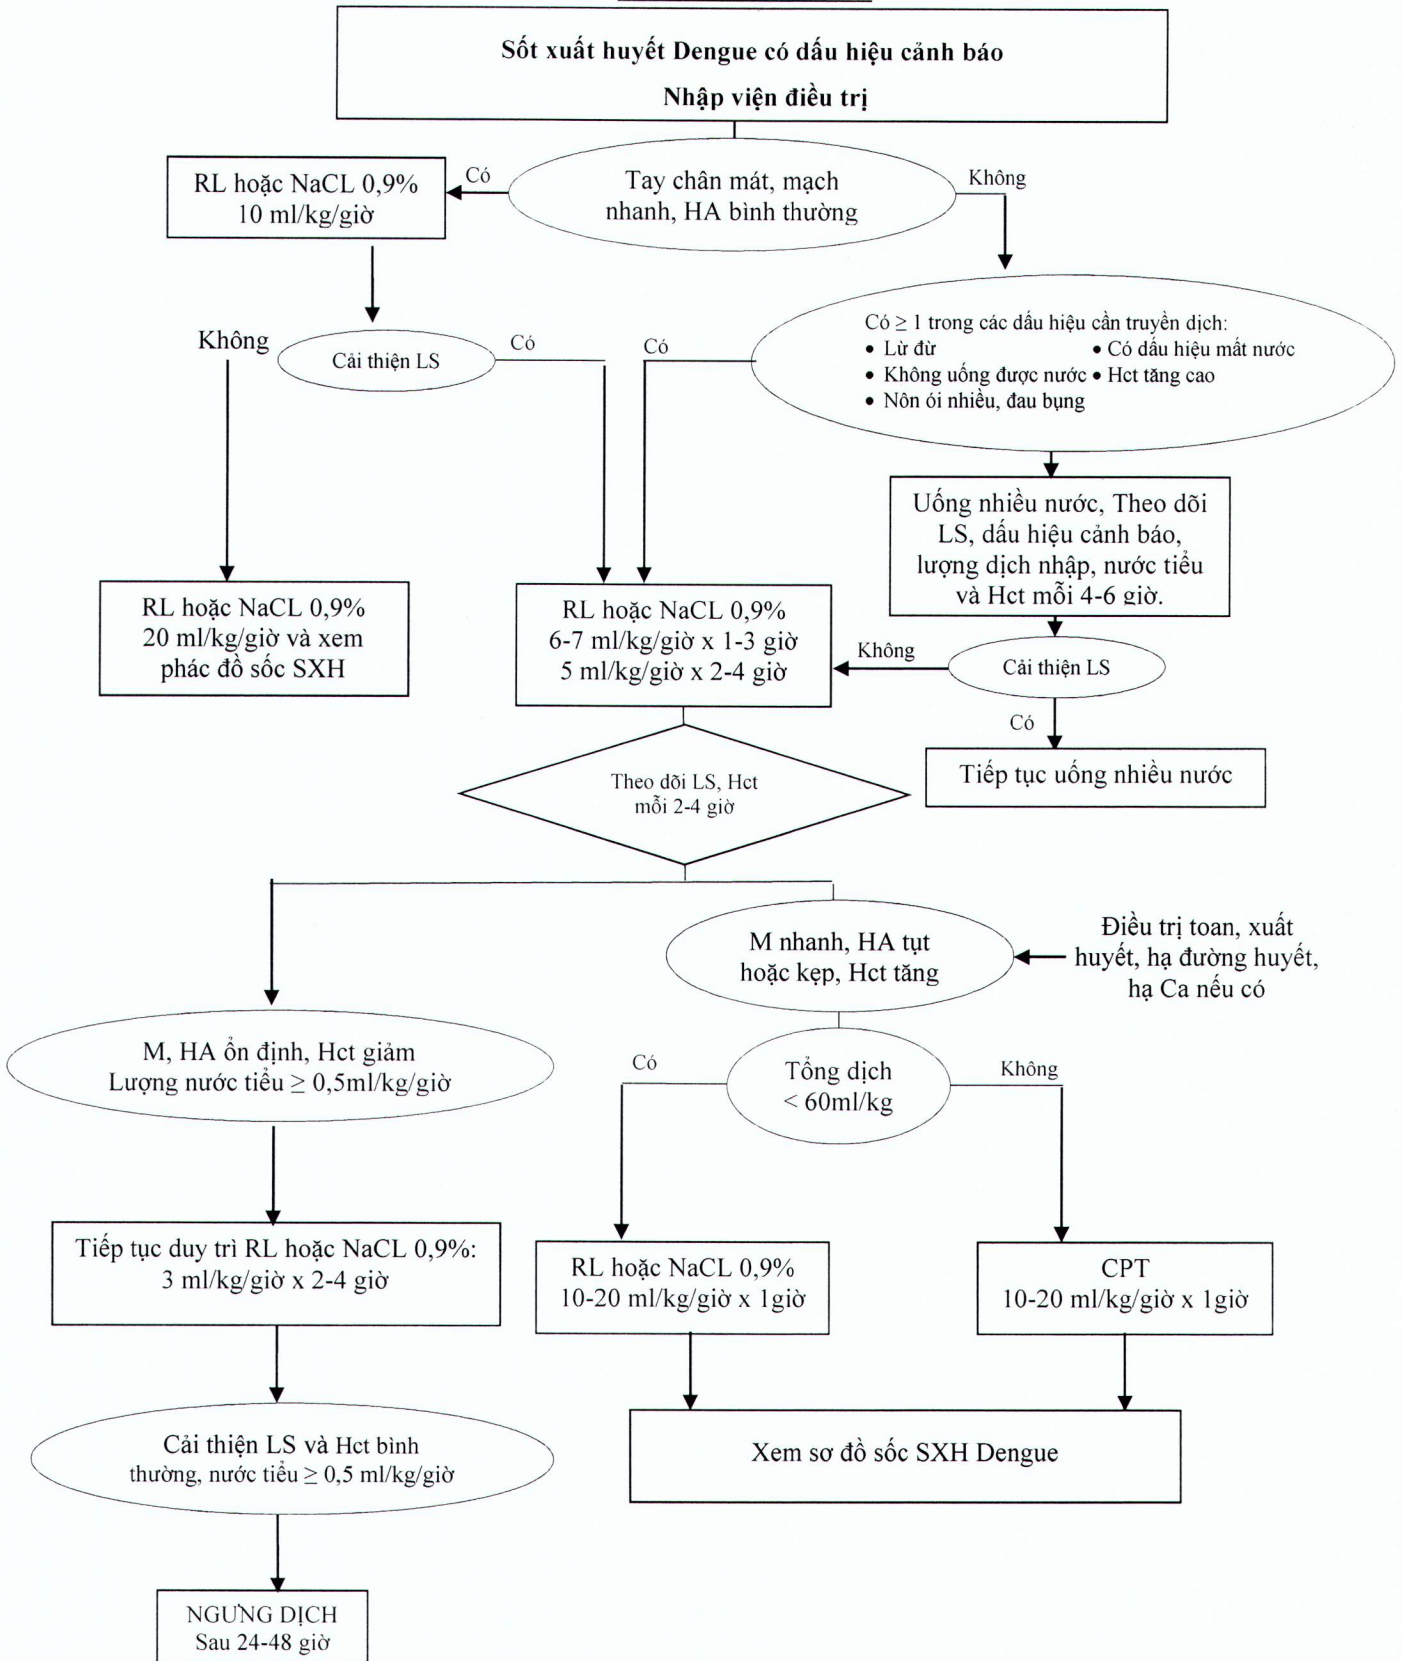 Sốt xuất huyết Dengue có dấu hiệu cảnh báo
Nhập viện điều trị
Tay chân mát, mạch
nhanh, HA bình thường
Có
Không
RL hoặc NaCL 0,9%
10 ml/kg/giờ
Có ≥ 1 trong các dấu hiệu cần truyền dịch:
• Lừ đừ • Có dấu hiệu mất nước
• Không uống được nước • Hct tăng cao
• Nôn ói nhiều, đau bụng
Không
Cải thiện LS
Có
Có
Uống nhiều nước, Theo dõi
LS, dấu hiệu cảnh báo,
lượng dịch nhập, nước tiểu
và Hct mỗi 4-6 giờ.
RL hoặc NaCL 0,9%
20 ml/kg/giờ và xem
phác đồ sốc SXH
RL hoặc NaCL 0,9%
6-7 ml/kg/giờ x 1-3 giờ
5 ml/kg/giờ x 2-4 giờ
Không
Cải thiện LS
Có
Tiếp tục uống nhiều nước
Theo dõi LS, Hct
mỗi 2-4 giờ
M nhanh, HA tụt
hoặc kẹp, Hct tăng
Điều trị toan, xuất
huyết, hạ đường huyết,
hạ Ca nếu có
M, HA ổn định, Hct giảm
Lượng nước tiểu ≥ 0,5ml/kg/giờ
Có
Tổng dịch
< 60ml/kg
Không
Tiếp tục duy trì RL hoặc NaCL 0,9%:
3 ml/kg/giờ x 2-4 giờ
RL hoặc NaCL 0,9%
10-20 ml/kg/giờ x 1giờ
CPT
10-20 ml/kg/giờ x 1giờ
Cải thiện LS và Hct bình
thường, nước tiểu ≥ 0,5 ml/kg/giờ
Xem sơ đồ sốc SXH Dengue
NGƯNG DỊCH
Sau 24-48 giờ